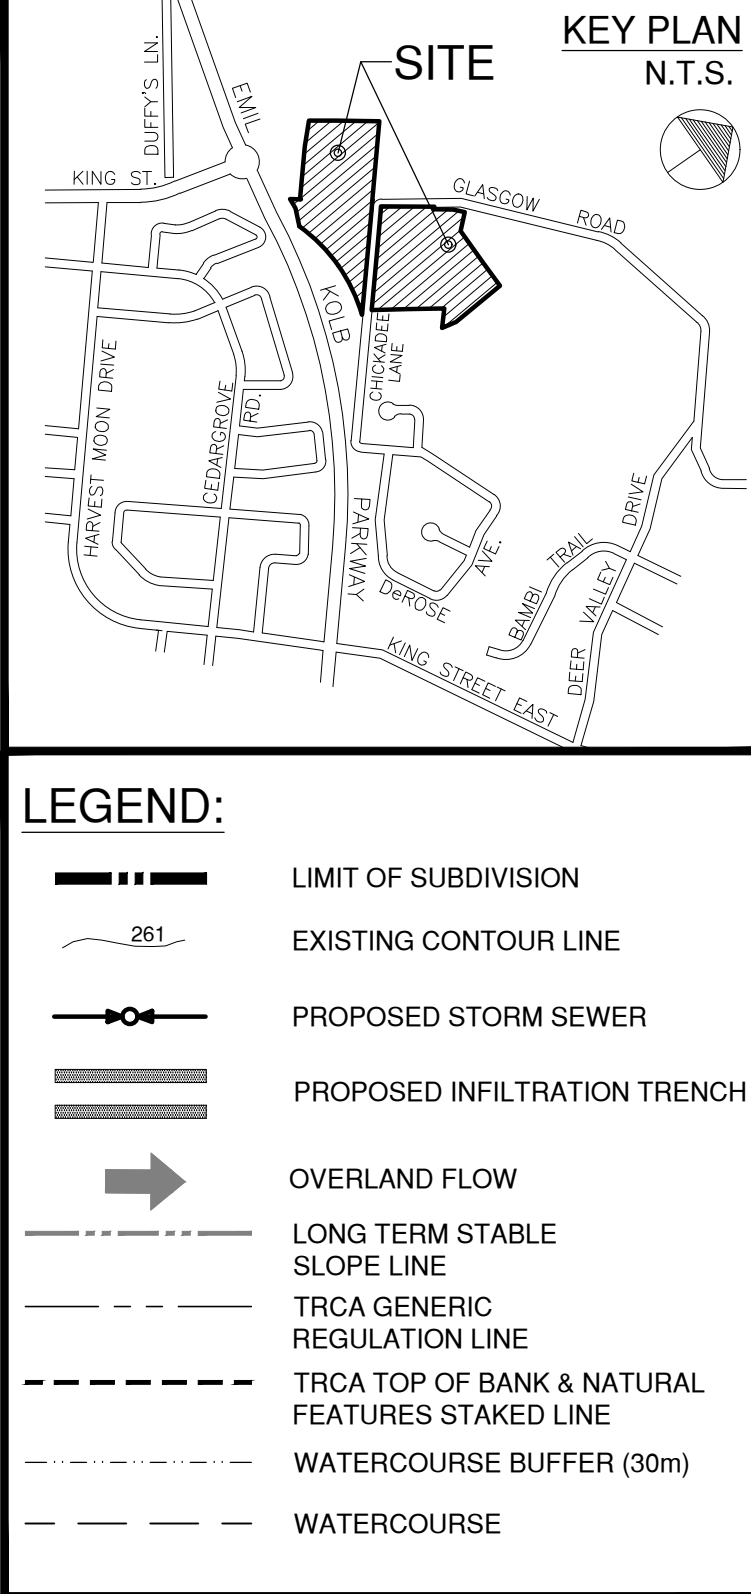 KEY PLAN
N.T.S.
SITE
DUFFY'S LN.
EMIL
KING ST.
GLASGOW
ROAD
KOLB
CHICKADEE
LANE
HARVEST MOON DRIVE
CEDARGROVE
RD.
PARKWAY
DeROSE
AVE.
BAMBI
TRAIL
DRIVE
VALLEY
DEER
KING STREET EAST
LEGEND:
LIMIT OF SUBDIVISION
261
EXISTING CONTOUR LINE
PROPOSED STORM SEWER
PROPOSED INFILTRATION TRENCH
OVERLAND FLOW
LONG TERM STABLE
SLOPE LINE
TRCA GENERIC
REGULATION LINE
TRCA TOP OF BANK & NATURAL
FEATURES STAKED LINE
WATERCOURSE BUFFER (30m)
WATERCOURSE